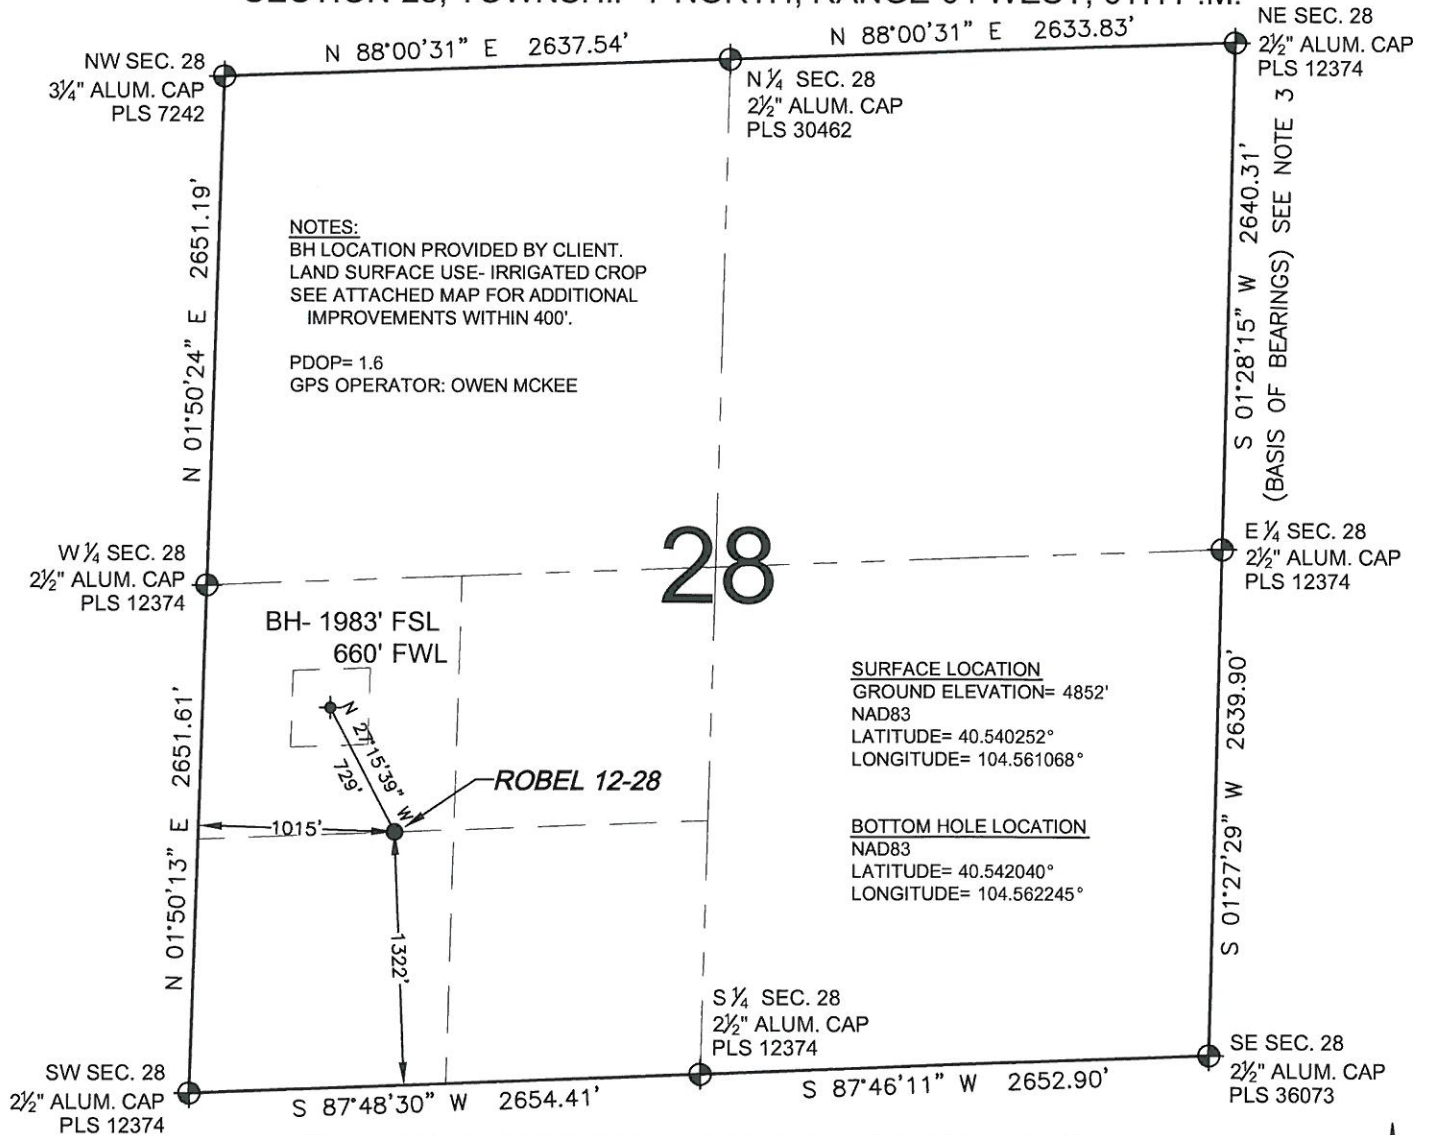 NE SEC. 28
2½" ALUM. CAP
PLS 12374
N 88°00'31" E 2637.54'
N 88°00'31" E 2633.83'
NW SEC. 28
3¼" ALUM. CAP
PLS 7242
N ¼ SEC. 28
2½" ALUM. CAP
PLS 30462
N 01°50'24" E 2651.19'
S 01°28'15" W 2640.31'
(BASIS OF BEARINGS) SEE NOTE 3
NOTES:
BH LOCATION PROVIDED BY CLIENT.
LAND SURFACE USE- IRRIGATED CROP
SEE ATTACHED MAP FOR ADDITIONAL
IMPROVEMENTS WITHIN 400'.
PDOP= 1.6
GPS OPERATOR: OWEN MCKEE
28
W ¼ SEC. 28
2½" ALUM. CAP
PLS 12374
E ¼ SEC. 28
2½" ALUM. CAP
PLS 12374
BH- 1983' FSL
660' FWL
N 27°15'39" W
729'
ROBEL 12-28
1015'
1322'
SURFACE LOCATION
GROUND ELEVATION= 4852'
NAD83
LATITUDE= 40.540252°
LONGITUDE= 104.561068°
BOTTOM HOLE LOCATION
NAD83
LATITUDE= 40.542040°
LONGITUDE= 104.562245°
N 01°50'13" E 2651.61'
S 01°27'29" W 2639.90'
S ¼ SEC. 28
2½" ALUM. CAP
PLS 12374
SW SEC. 28
2½" ALUM. CAP
PLS 12374
S 87°48'30" W 2654.41'
S 87°46'11" W 2652.90'
SE SEC. 28
2½" ALUM. CAP
PLS 36073